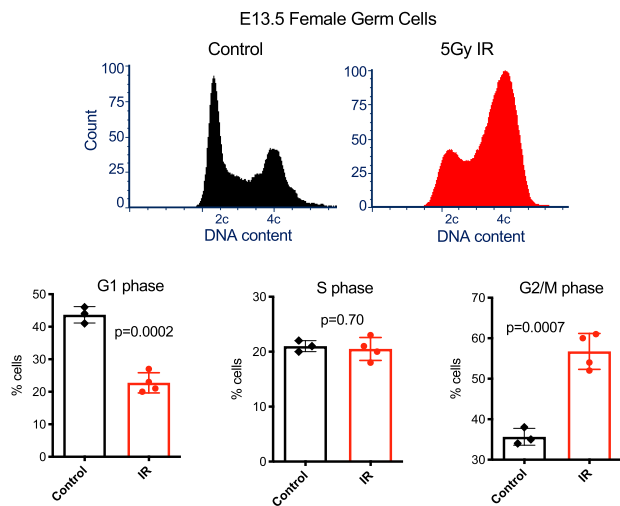 E13.5 Female Germ Cells
Control
5Gy IR
100
75
50
25
0
Count
2c 4c
DNA content
100
75
50
25
0
2c 4c
DNA content
G1 phase
50
40
30
20
10
0
% cells
p=0.0002
Control IR
S phase
30
20
10
0
% cells
p=0.70
Control IR
G2/M phase
70
60
50
40
30
% cells
p=0.0007
Control IR